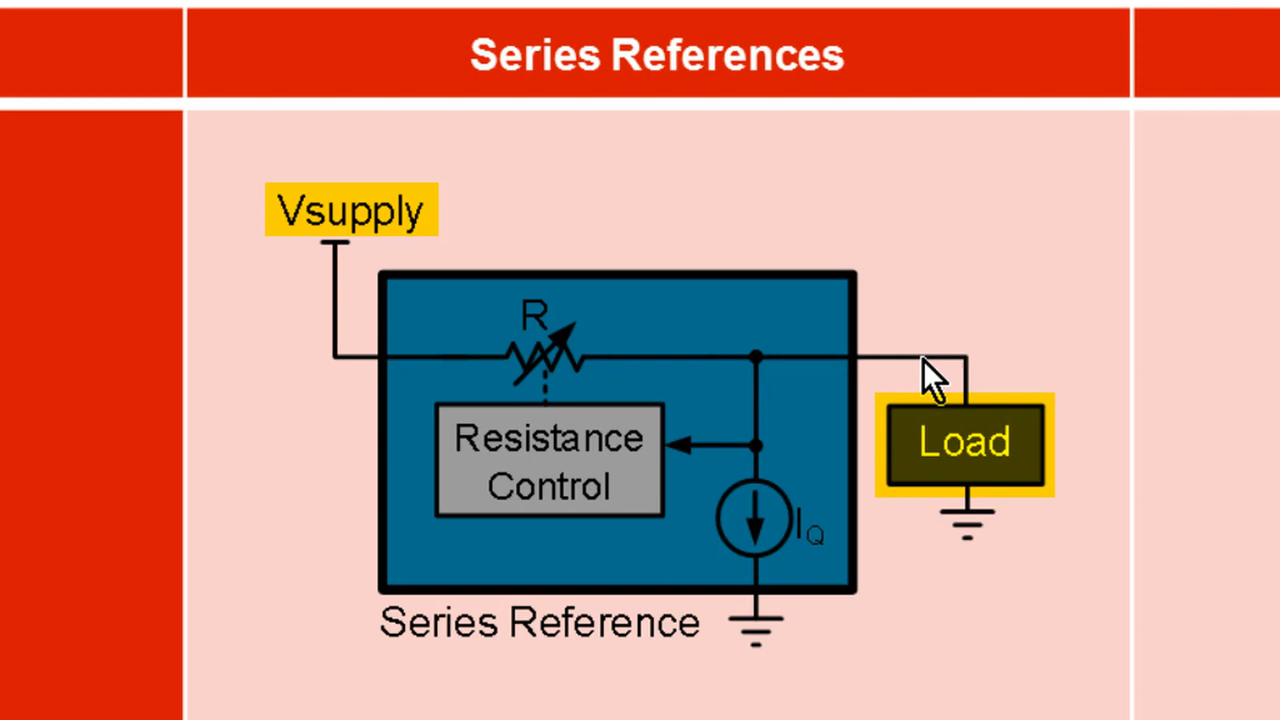 Series References
Vsupply
R
Resistance
Control
Load
IQ
Series Reference